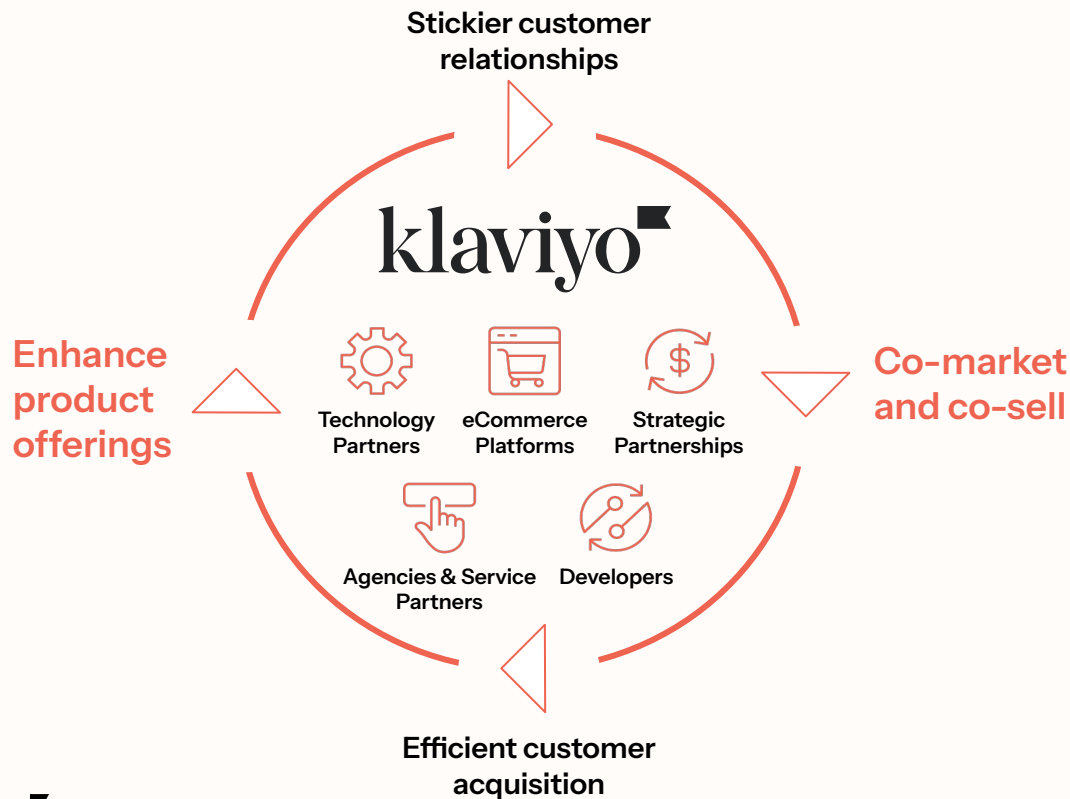 Stickier customer
relationships
klaviyo
Enhance
product
offerings
Co-market
and co-sell
$
Technology
Partners
eCommerce
Platforms
Strategic
Partnerships
Agencies & Service
Partners
Developers
Efficient customer
acquisition